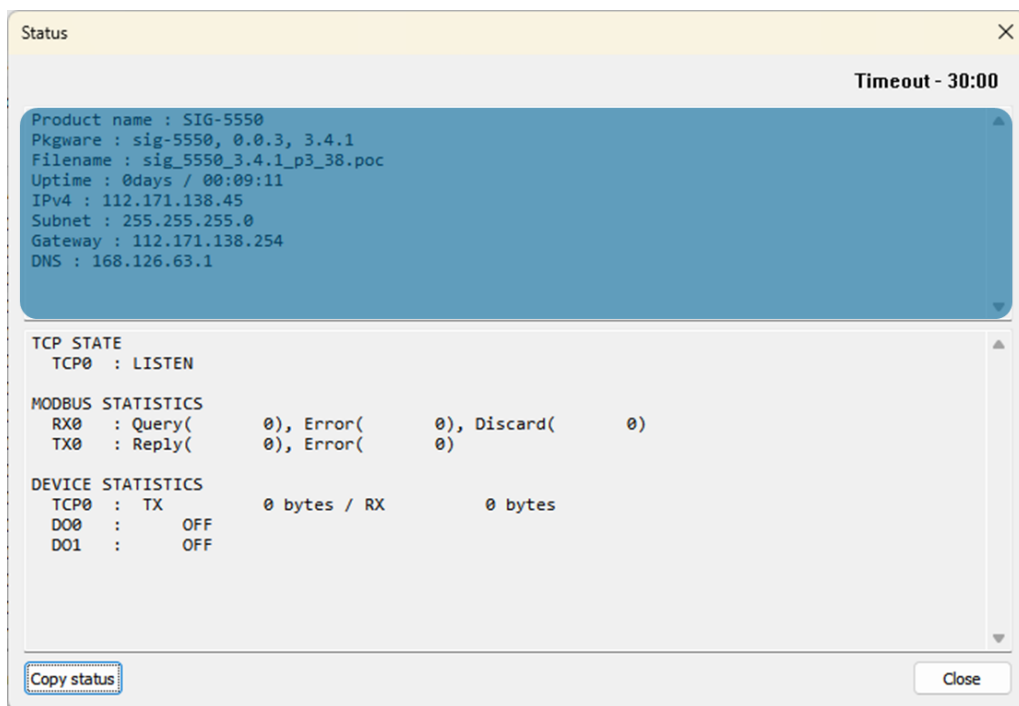 Status
Timeout - 30:00
Product name : SIG-5550
Pkgware : sig-5550, 0.0.3, 3.4.1
Filename : sig_5550_3.4.1_p3_38.poc
Uptime : 0days / 00:09:11
IPv4 : 112.171.138.45
Subnet : 255.255.255.0
Gateway : 112.171.138.254
DNS : 168.126.63.1
TCP STATE
TCP0 : LISTEN
MODBUS STATISTICS
RX0 : Query( 0), Error( 0), Discard( 0)
TX0 : Reply( 0), Error( 0)
DEVICE STATISTICS
TCP0 : TX 0 bytes / RX 0 bytes
DO0 : OFF
DO1 : OFF
Copy status
Close